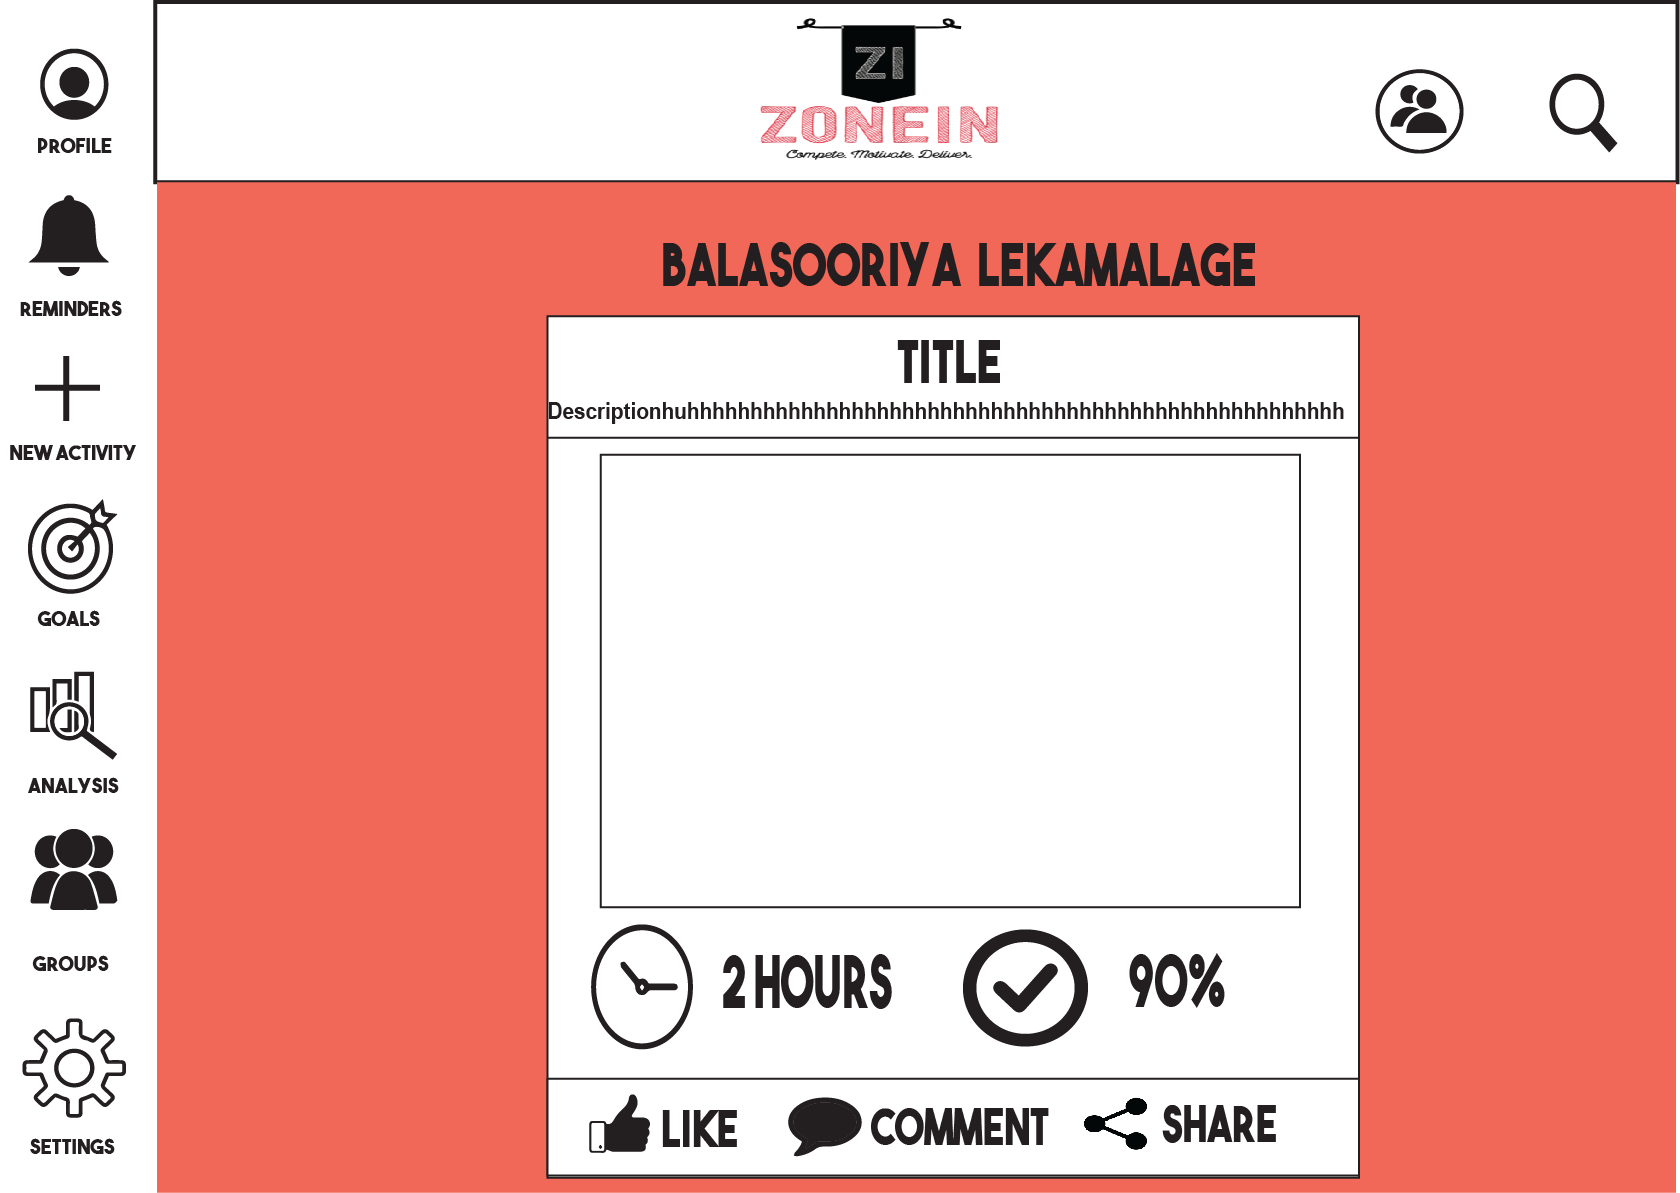 ZI
ZONEIN
Compete. Motivate. Deliver.
PROFILE
REMINDERS
NEW ACTIVITY
GOALS
ANALYSIS
GROUPS
SETTINGS
BALASOORIYA LEKAMALAGE
TITLE
Descriptionhuhhhhhhhhhhhhhhhhhhhhhhhhhhhhhhhhhhhhhhhhhhhhhhhhhhhh
2 HOURS
90%
LIKE
COMMENT
SHARE